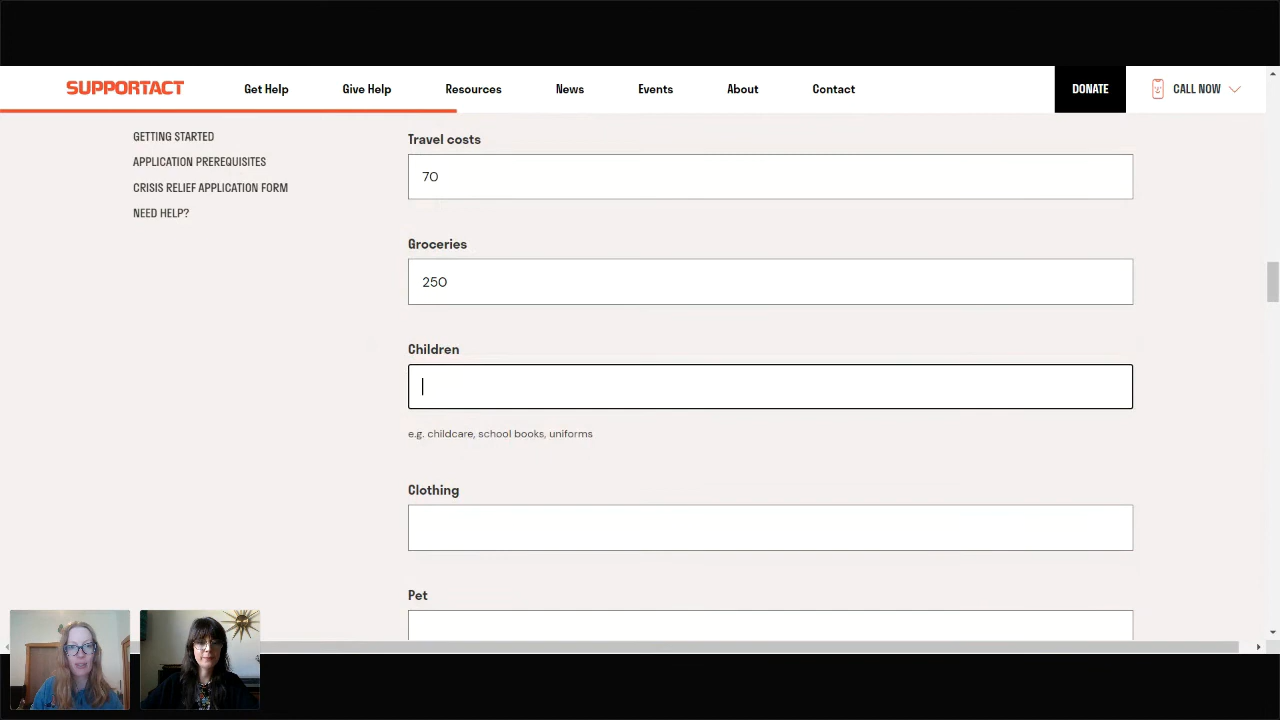 SUPPORTACT
Get Help
Give Help
Resources
News
Events
About
Contact
DONATE
CALL NOW
GETTING STARTED
APPLICATION PREREQUISITES
CRISIS RELIEF APPLICATION FORM
NEED HELP?
Travel costs
70
Groceries
250
Children
e.g. childcare, school books, uniforms
Clothing
Pet